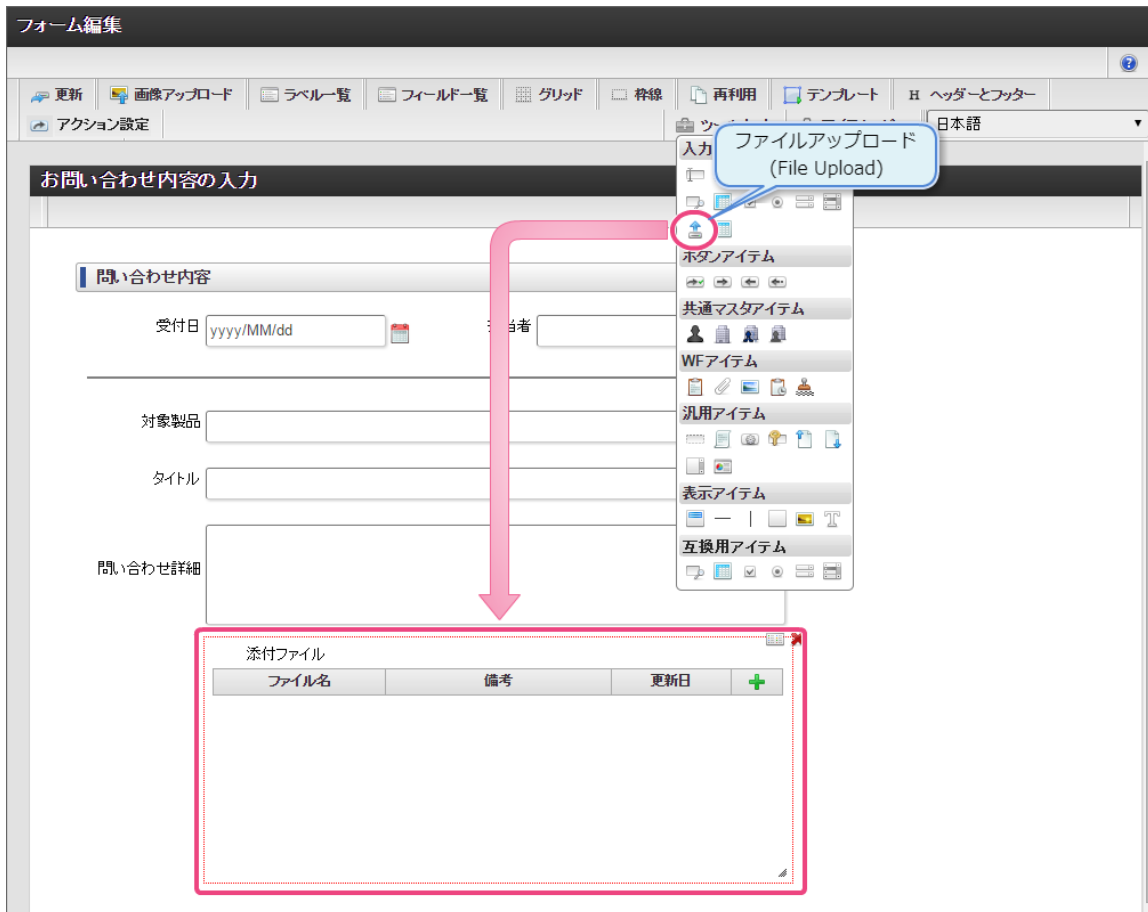 フォーム編集
更新 画像アップロード ラベル一覧 フィールド一覧 グリッド 枠線 再利用 テンプレート H ヘッダーとフッター
アクション設定 日本語
ファイルアップロード
(File Upload)
入力
お問い合わせ内容の入力
ボタンアイテム
共通マスタアイテム
WFアイテム
汎用アイテム
表示アイテム
互換用アイテム
問い合わせ内容
受付日 yyyy/MM/dd 当者
対象製品
タイトル
問い合わせ詳細
添付ファイル
ファイル名 備考 更新日